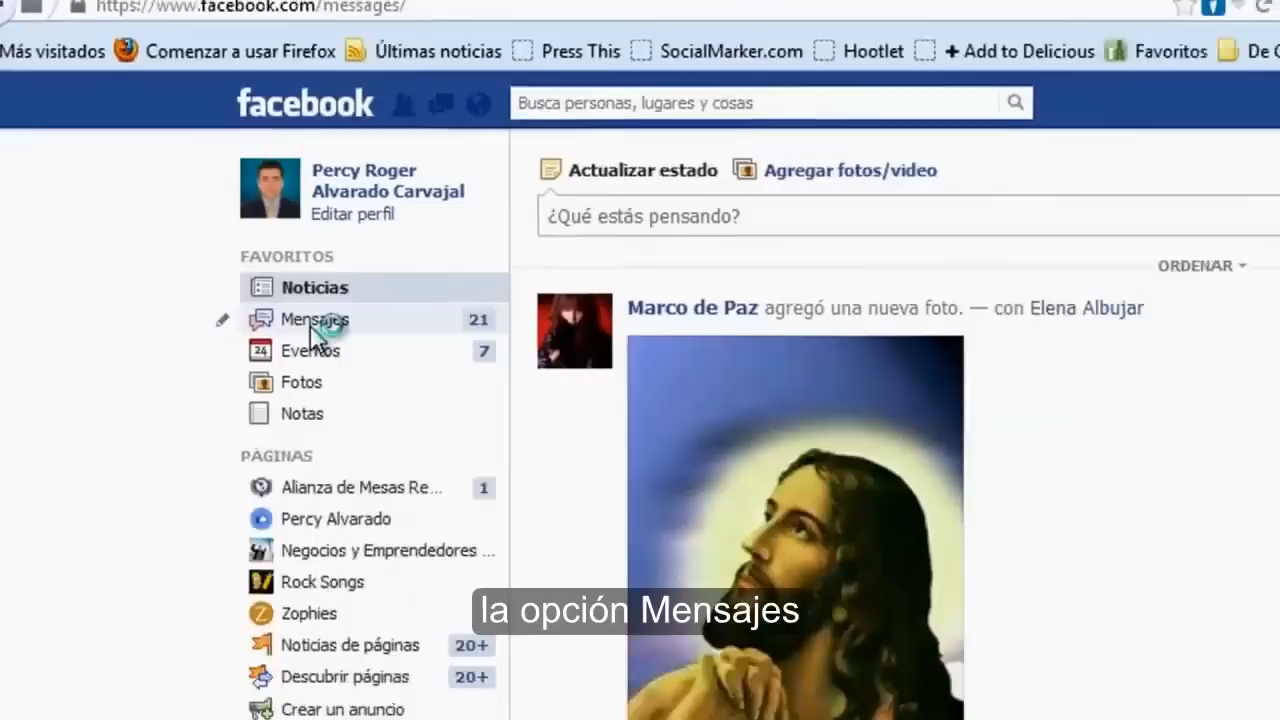 https://www.facebook.com/messages/
Más visitados Comenzar a usar Firefox Últimas noticias Press This SocialMarker.com Hootlet + Add to Delicious Favoritos De
facebook Busca personas, lugares y cosas
Percy Roger
Alvarado Carvajal
Editar perfil
Actualizar estado Agregar fotos/video
¿Qué estás pensando?
ORDENAR
FAVORITOS
Noticias
Mensajes 21
24 Eventos 7
Fotos
Notas
PÁGINAS
Alianza de Mesas Re... 1
Percy Alvarado
Negocios y Emprendedores ...
Rock Songs
Zophies
Noticias de páginas 20+
Descubrir páginas 20+
Crear un anuncio
Marco de Paz agregó una nueva foto. — con Elena Albujar
la opción Mensajes